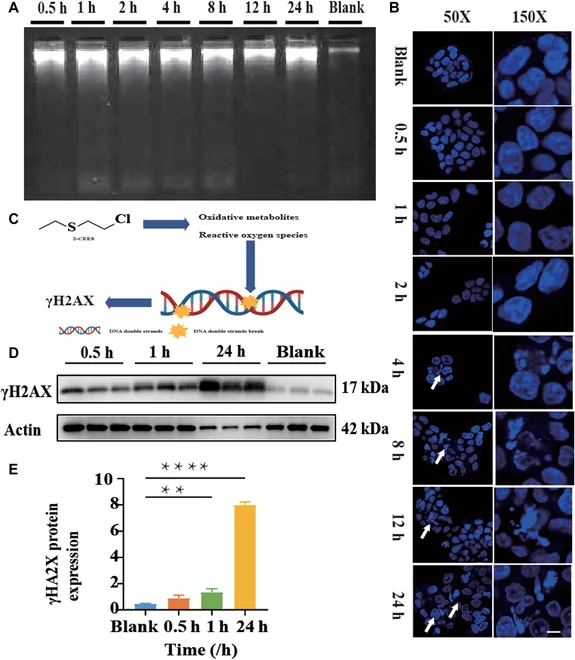 A
0.5 h 1 h 2 h 4 h 8 h 12 h 24 h Blank
B
50X 150X
Blank
0.5 h
1 h
2 h
4 h
8 h
12 h
24 h
C
S
Cl
2-CEES
Oxidative metabolites
Reactive oxygen species
γH2AX
DNA double strands
DNA double strands break
D
0.5 h 1 h 24 h Blank
γH2AX
17 kDa
Actin
42 kDa
E
γHA2X protein
expression
10
8
6
4
2
0
****
**
Blank 0.5 h 1 h 24 h
Time (/h)